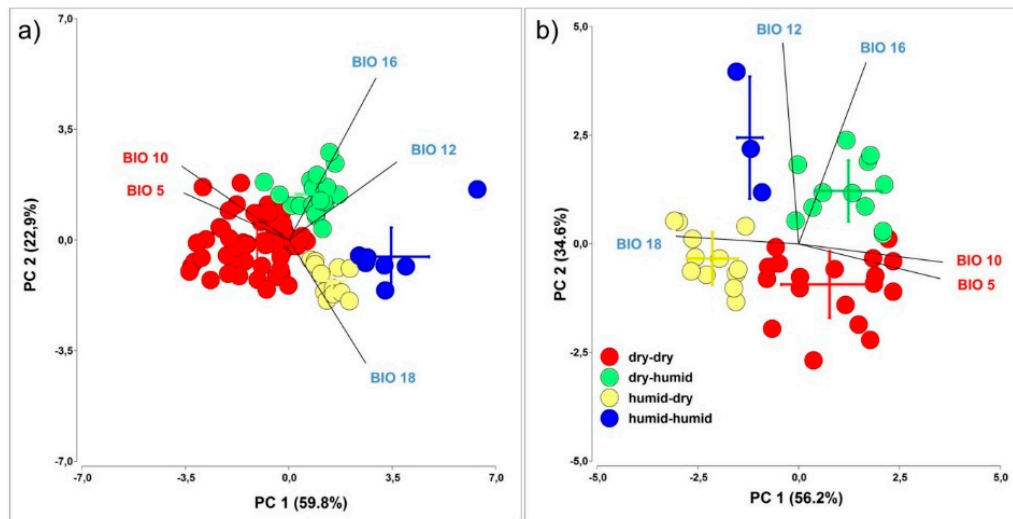 a)
7,0
3,5
0,0
-3,5
-7,0
PC 2 (22,9%)
-7,0
-3,5
0,0
3,5
7,0
PC 1 (59.8%)
BIO 16
BIO 12
BIO 10
BIO 5
BIO 18
b)
5,0
2,5
0,0
-2,5
-5,0
PC 2 (34.6%)
-5,0
-2,5
0,0
2,5
5,0
PC 1 (56.2%)
BIO 12
BIO 16
BIO 18
BIO 10
BIO 5
dry-dry
dry-humid
humid-dry
humid-humid